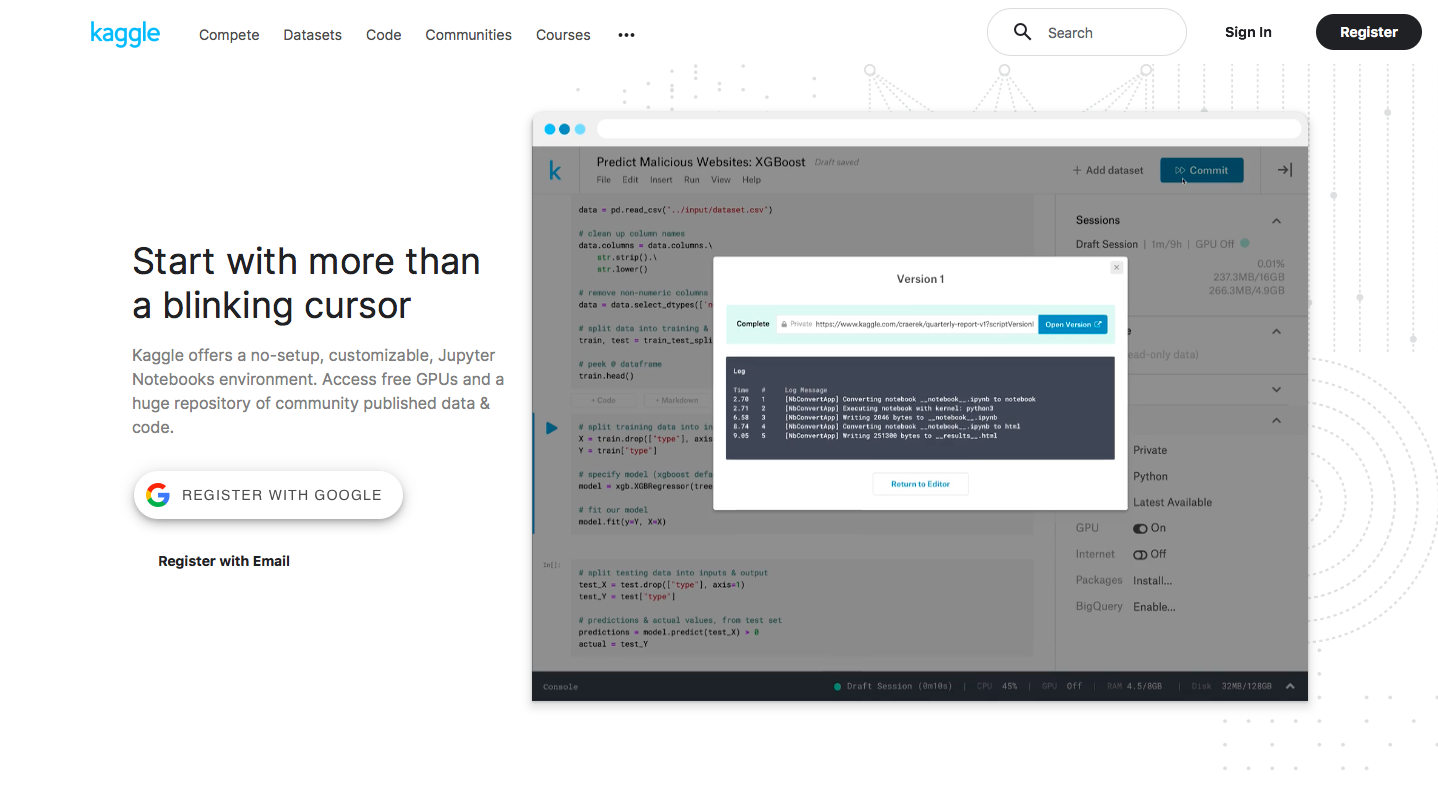 kaggle
Compete
Datasets
Code
Communities
Courses
•••
Search
Sign In
Register
Start with more than
a blinking cursor
Kaggle offers a no-setup, customizable, Jupyter
Notebooks environment. Access free GPUs and a
huge repository of community published data &
code.
REGISTER WITH GOOGLE
Register with Email
k
Predict Malicious Websites: XGBoost
Draft saved
File Edit Insert Run View Help
+ Add dataset
Commit
data = pd.read_csv("../input/dataset.csv")
# clean up column names
data.columns = data.columns.\
str.strip().\
str.lower()
# remove non-numeric columns
data = data.select_dtypes(['n
# split data into training &
train, test = train_test_spli
# peek @ dataframe
train.head()
+ Code
+ Markdown
# split training data into in
X = train.drop(["type"], axis
Y = train["type"]
# specify model (xgboost defa
model = xgb.XGBRegressor(tree
# fit our model
model.fit(y=Y, X=X)
In[]:
# split testing data into inputs & output
test_X = test.drop(["type"], axis=1)
test_Y = test["type"]
# predictions & actual values, from test set
predictions = model.predict(test_X) > 0
actual = test_Y
Version 1
Complete
Private https://www.kaggle.com/craerek/quarterly-report-v1?scriptVersionI
Open Version
Log
Time # Log Message
2.70 1 [NbConvertApp] Converting notebook __notebook__.ipynb to notebook
2.71 2 [NbConvertApp] Executing notebook with kernel: python3
6.58 3 [NbConvertApp] Writing 2046 bytes to __notebook__.ipynb
8.74 4 [NbConvertApp] Converting notebook __notebook__.ipynb to html
9.05 5 [NbConvertApp] Writing 251300 bytes to __results__.html
Return to Editor
Sessions
Draft Session | 1m/9h | GPU Off
0.01%
237.3MB/16GB
266.3MB/4.9GB
e
ead-only data)
Private
Python
Latest Available
GPU On
Internet Off
Packages Install...
BigQuery Enable...
Console
Draft Session (0m10s) | CPU 45% | GPU Off | RAM 4.5/8GB | Disk 32MB/128GB